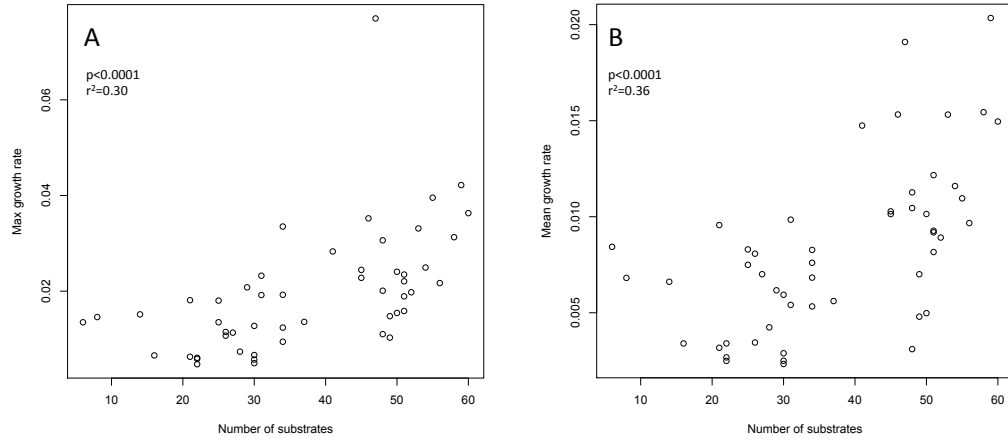 A
p<0.0001
r²=0.30
Max growth rate
0.02
0.04
0.06
10 20 30 40 50 60
Number of substrates
B
p<0.0001
r²=0.36
Mean growth rate
0.005
0.010
0.015
0.020
10 20 30 40 50 60
Number of substrates